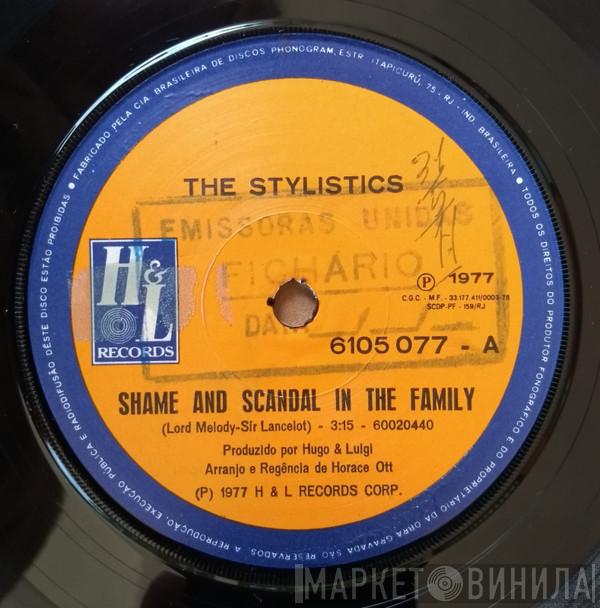 ● FABRICADO PELA CIA. BRASILEIRA DE DISCOS PHONOGRAM, ESTR. ITAPICURÚ, 75 - RJ - IND. BRASILEIRA. ● TODOS OS DIREITOS DO PRODUTOR FONOGRÁFICO E DO PROPRIETÁRIO DA OBRA GRAVADA SÃO RESERVADOS. A REPRODUÇÃO, EXECUÇÃO PÚBLICA E RADIODIFUSÃO DÊSTE DISCO ESTÃO PROIBIDAS
THE STYLISTICS
EMISSORAS UNIDAS
FICHÁRIO
DATA
H&L
RECORDS
Ⓟ 1977
C.G.C. - M.F. - 33.177.411/0003-78
SCDP-PF - 159/RJ
6105 077 - A
SHAME AND SCANDAL IN THE FAMILY
(Lord Melody-Sir Lancelot) - 3:15 - 60020440
Produzido por Hugo & Luigi
Arranjo e Regência de Horace Ott
(P) 1977 H & L RECORDS CORP.
МАРКЕТ ВИНИЛА